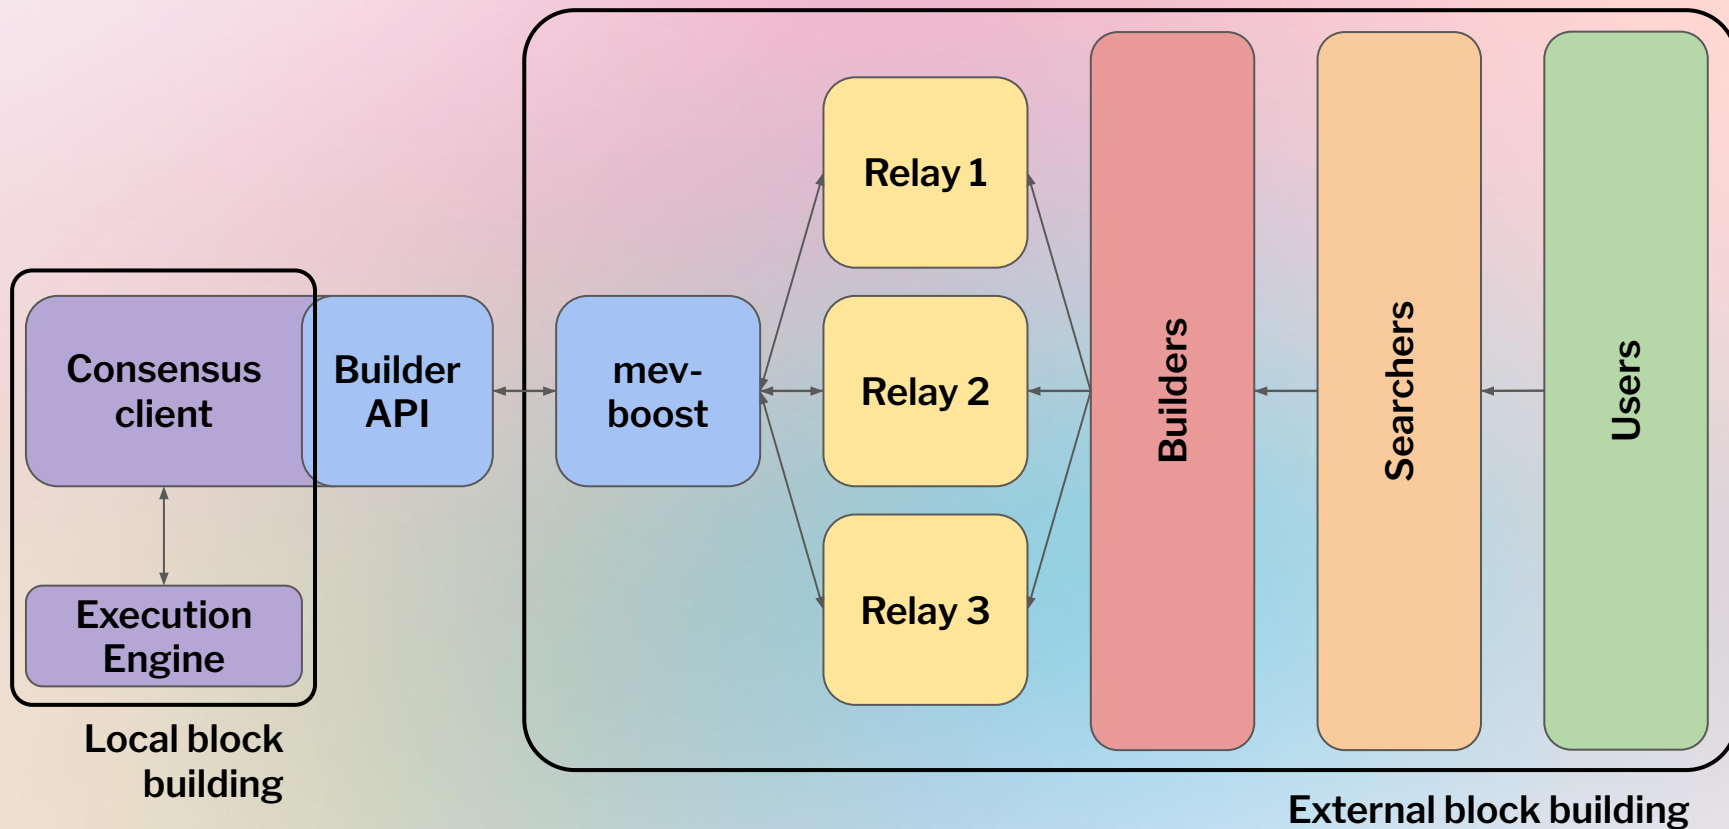 Consensus
client
Builder
API
Execution
Engine
Local block
building
mev-
boost
Relay 1
Relay 2
Relay 3
Builders
Searchers
Users
External block building